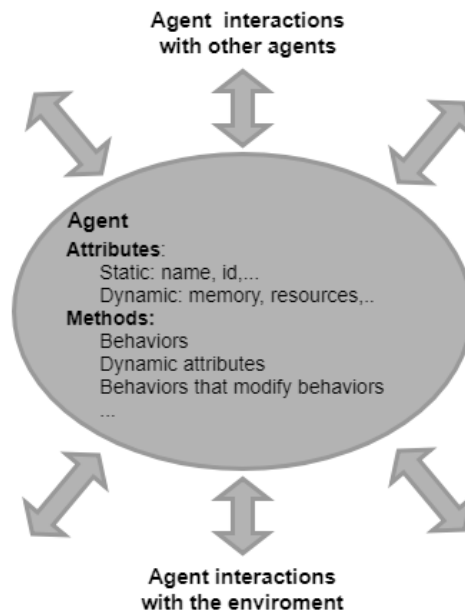 Agent interactions
with other agents
Agent
Attributes:
Static: name, id,...
Dynamic: memory, resources,..
Methods:
Behaviors
Dynamic attributes
Behaviors that modify behaviors
...
Agent interactions
with the enviroment